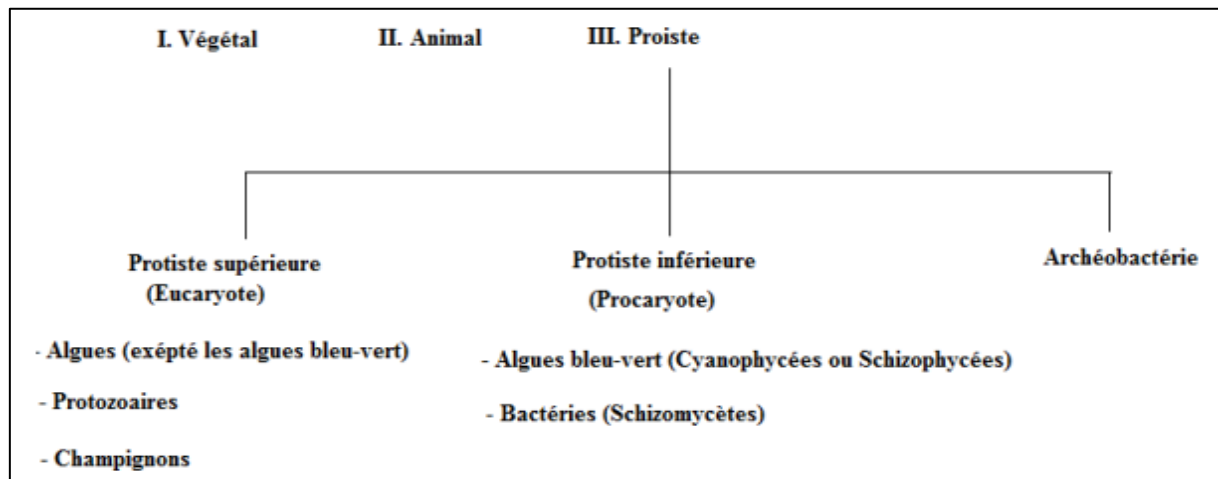 I. Végétal II. Animal III. Proiste
Protiste supérieure
(Eucaryote)
- Algues (exépté les algues bleu-vert)
- Protozoaires
- Champignons
Protiste inférieure
(Procaryote)
- Algues bleu-vert (Cyanophycées ou Schizophycées)
- Bactéries (Schizomycètes)
Archéobactérie